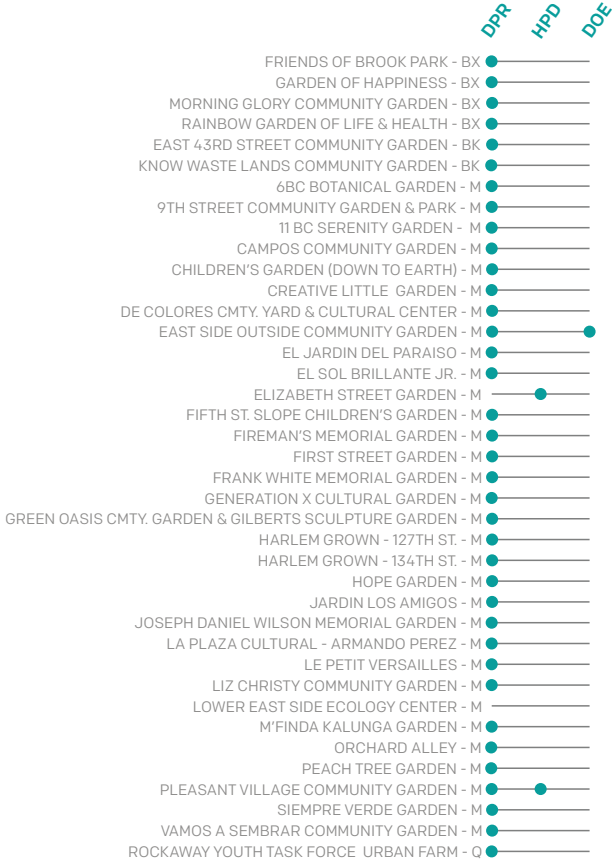 DPR HPD DOE
FRIENDS OF BROOK PARK - BX
GARDEN OF HAPPINESS - BX
MORNING GLORY COMMUNITY GARDEN - BX
RAINBOW GARDEN OF LIFE & HEALTH - BX
EAST 43RD STREET COMMUNITY GARDEN - BK
KNOW WASTE LANDS COMMUNITY GARDEN - BK
6BC BOTANICAL GARDEN - M
9TH STREET COMMUNITY GARDEN & PARK - M
11 BC SERENITY GARDEN - M
CAMPOS COMMUNITY GARDEN - M
CHILDREN'S GARDEN (DOWN TO EARTH) - M
CREATIVE LITTLE GARDEN - M
DE COLORES CMTY. YARD & CULTURAL CENTER - M
EAST SIDE OUTSIDE COMMUNITY GARDEN - M
EL JARDIN DEL PARAISO - M
EL SOL BRILLANTE JR. - M
ELIZABETH STREET GARDEN - M
FIFTH ST. SLOPE CHILDREN'S GARDEN - M
FIREMAN'S MEMORIAL GARDEN - M
FIRST STREET GARDEN - M
FRANK WHITE MEMORIAL GARDEN - M
GENERATION X CULTURAL GARDEN - M
GREEN OASIS CMTY. GARDEN & GILBERTS SCULPTURE GARDEN - M
HARLEM GROWN - 127TH ST. - M
HARLEM GROWN - 134TH ST. - M
HOPE GARDEN - M
JARDIN LOS AMIGOS - M
JOSEPH DANIEL WILSON MEMORIAL GARDEN - M
LA PLAZA CULTURAL - ARMANDO PEREZ - M
LE PETIT VERSAILLES - M
LIZ CHRISTY COMMUNITY GARDEN - M
LOWER EAST SIDE ECOLOGY CENTER - M
M'FINDA KALUNGA GARDEN - M
ORCHARD ALLEY - M
PEACH TREE GARDEN - M
PLEASANT VILLAGE COMMUNITY GARDEN - M
SIEMPRE VERDE GARDEN - M
VAMOS A SEMBRAR COMMUNITY GARDEN - M
ROCKAWAY YOUTH TASK FORCE URBAN FARM - Q